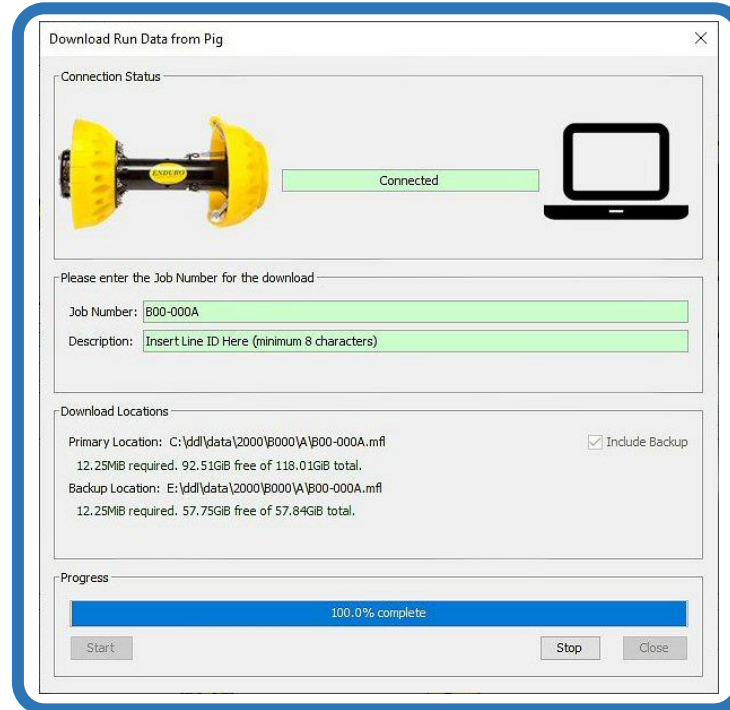 Download Run Data from Pig
Connection Status
ENDURO
Connected
Please enter the Job Number for the download
Job Number: B00-000A
Description: Insert Line ID Here (minimum 8 characters)
Download Locations
Primary Location: C:\ddl\data\2000\B000\A\B00-000A.mfl
Include Backup
12.25MiB required. 92.51GiB free of 118.01GiB total.
Backup Location: E:\ddl\data\2000\B000\A\B00-000A.mfl
12.25MiB required. 57.75GiB free of 57.84GiB total.
Progress
100.0% complete
Start Stop Close